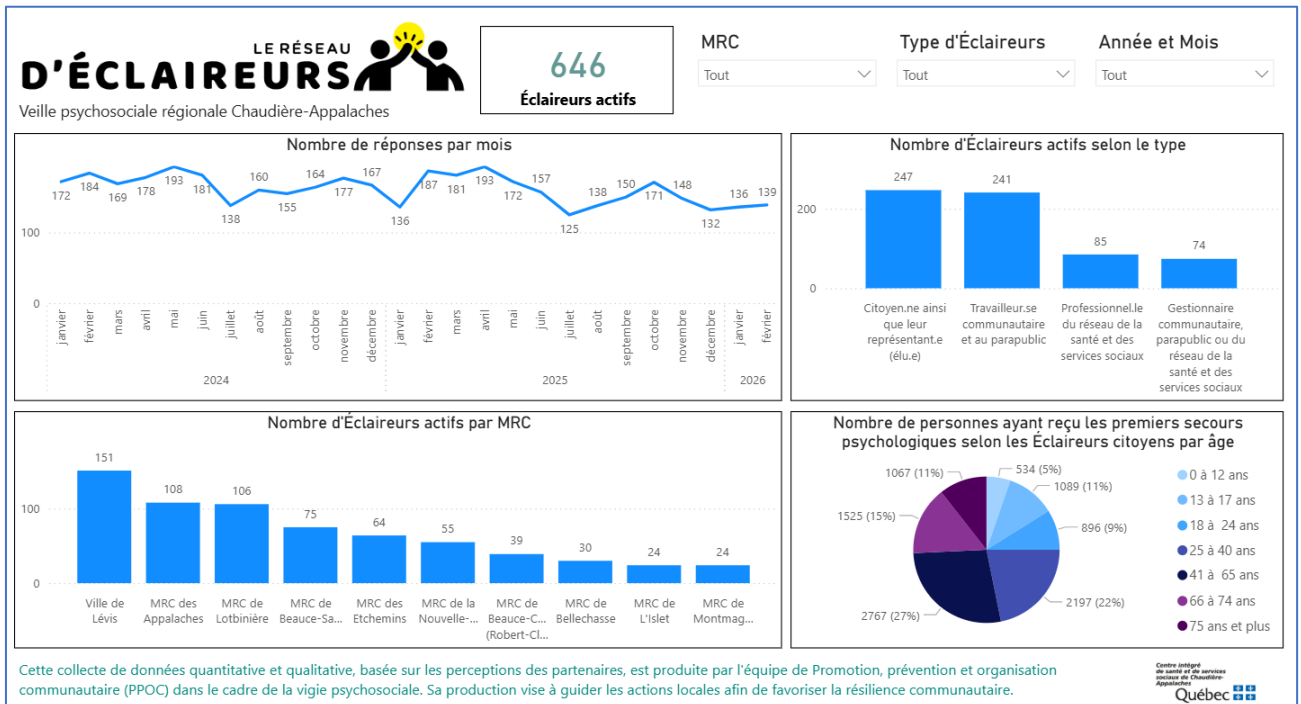 LE RÉSEAU
D'ÉCLAIREURS
Veille psychosociale régionale Chaudière-Appalaches
646
Éclaireurs actifs
MRC
Tout
Type d'Éclaireurs
Tout
Année et Mois
Tout
Nombre de réponses par mois
100
0
172
184
169
178
193
181
138
160
155
164
177
167
136
187
181
193
172
157
125
138
150
171
148
132
136
139
janvier
février
mars
avril
mai
juin
juillet
août
septembre
octobre
novembre
décembre
janvier
février
mars
avril
mai
juin
juillet
août
septembre
octobre
novembre
décembre
janvier
février
2024
2025
2026
Nombre d'Éclaireurs actifs selon le type
200
0
247
241
85
74
Citoyen.ne ainsi
que leur
représentant.e
(élu.e)
Travailleur.se
communautaire
et au parapublic
Professionnel.le
du réseau de la
santé et des
services sociaux
Gestionnaire
communautaire,
parapublic ou du
réseau de la
santé et des
services sociaux
Nombre d'Éclaireurs actifs par MRC
100
0
151
108
106
75
64
55
39
30
24
24
Ville de
Lévis
MRC des
Appalaches
MRC de
Lotbinière
MRC de
Beauce-Sa...
MRC des
Etchemins
MRC de la
Nouvelle-...
MRC de
Beauce-C...
(Robert-Cl...
MRC de
Bellechasse
MRC de
L'Islet
MRC de
Montmag...
Nombre de personnes ayant reçu les premiers secours
psychologiques selon les Éclaireurs citoyens par âge
534 (5%)
1089 (11%)
896 (9%)
2197 (22%)
2767 (27%)
1525 (15%)
1067 (11%)
0 à 12 ans
13 à 17 ans
18 à 24 ans
25 à 40 ans
41 à 65 ans
66 à 74 ans
75 ans et plus
Cette collecte de données quantitative et qualitative, basée sur les perceptions des partenaires, est produite par l'équipe de Promotion, prévention et organisation
communautaire (PPOC) dans le cadre de la vigie psychosociale. Sa production vise à guider les actions locales afin de favoriser la résilience communautaire.
Centre intégré
de santé et de services
sociaux de Chaudière-
Appalaches
Québec